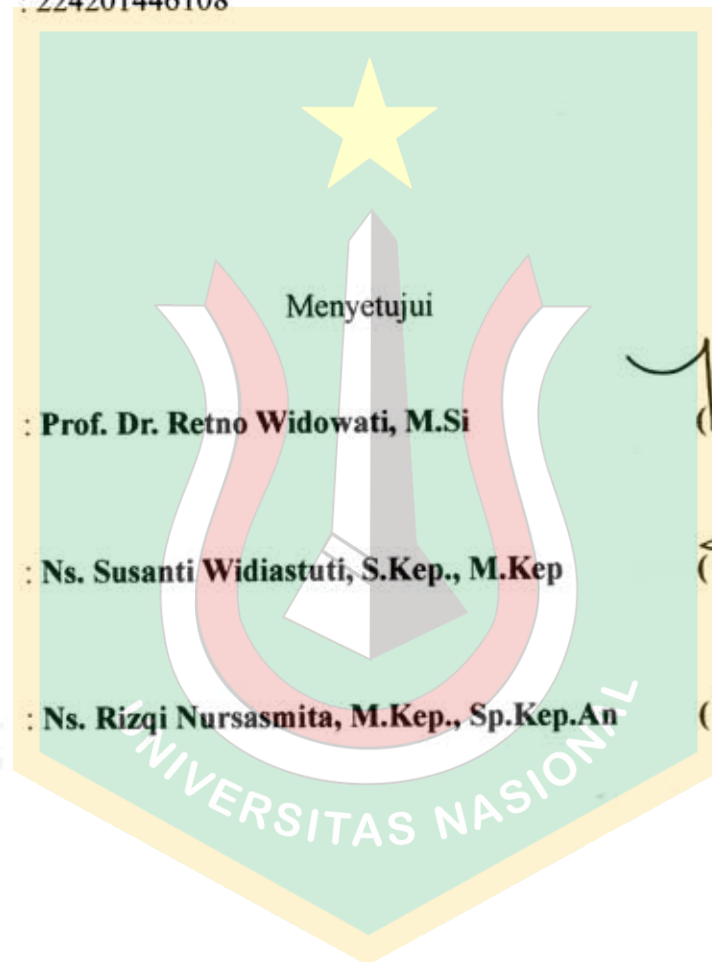 : 224201446108
Menyetujui
: Prof. Dr. Retno Widowati, M.Si (
: Ns. Susanti Widiastuti, S.Kep., M.Kep (
: Ns. Rizqi Nursasmita, M.Kep., Sp.Kep.An (
UNIVERSITAS NASIONAL